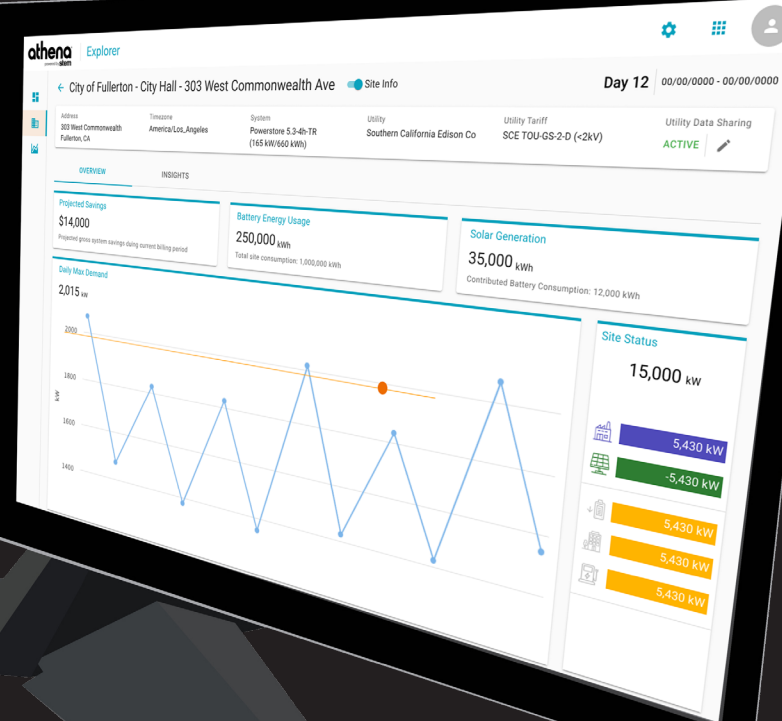 athena
powered by stem
Explorer
City of Fullerton - City Hall - 303 West Commonwealth Ave
Site Info
Day 12
00/00/0000 - 00/00/0000
Address
303 West Commonwealth
Fullerton, CA
Timezone
America/Los_Angeles
System
Powerstore 5.3-4h-TR
(165 kW/660 kWh)
Utility
Southern California Edison Co
Utility Tariff
SCE TOU-GS-2-D (<2kV)
Utility Data Sharing
ACTIVE
OVERVIEW
INSIGHTS
Projected Savings
$14,000
Projected gross system savings duing current billing period
Battery Energy Usage
250,000 kWh
Total site consumption: 1,000,000 kWh
Solar Generation
35,000 kWh
Contributed Battery Consumption: 12,000 kWh
Daily Max Demand
2,015 kW
2000
1800
1600
1400
kW
Site Status
15,000 kW
5,430 kW
-5,430 kW
5,430 kW
5,430 kW
5,430 kW